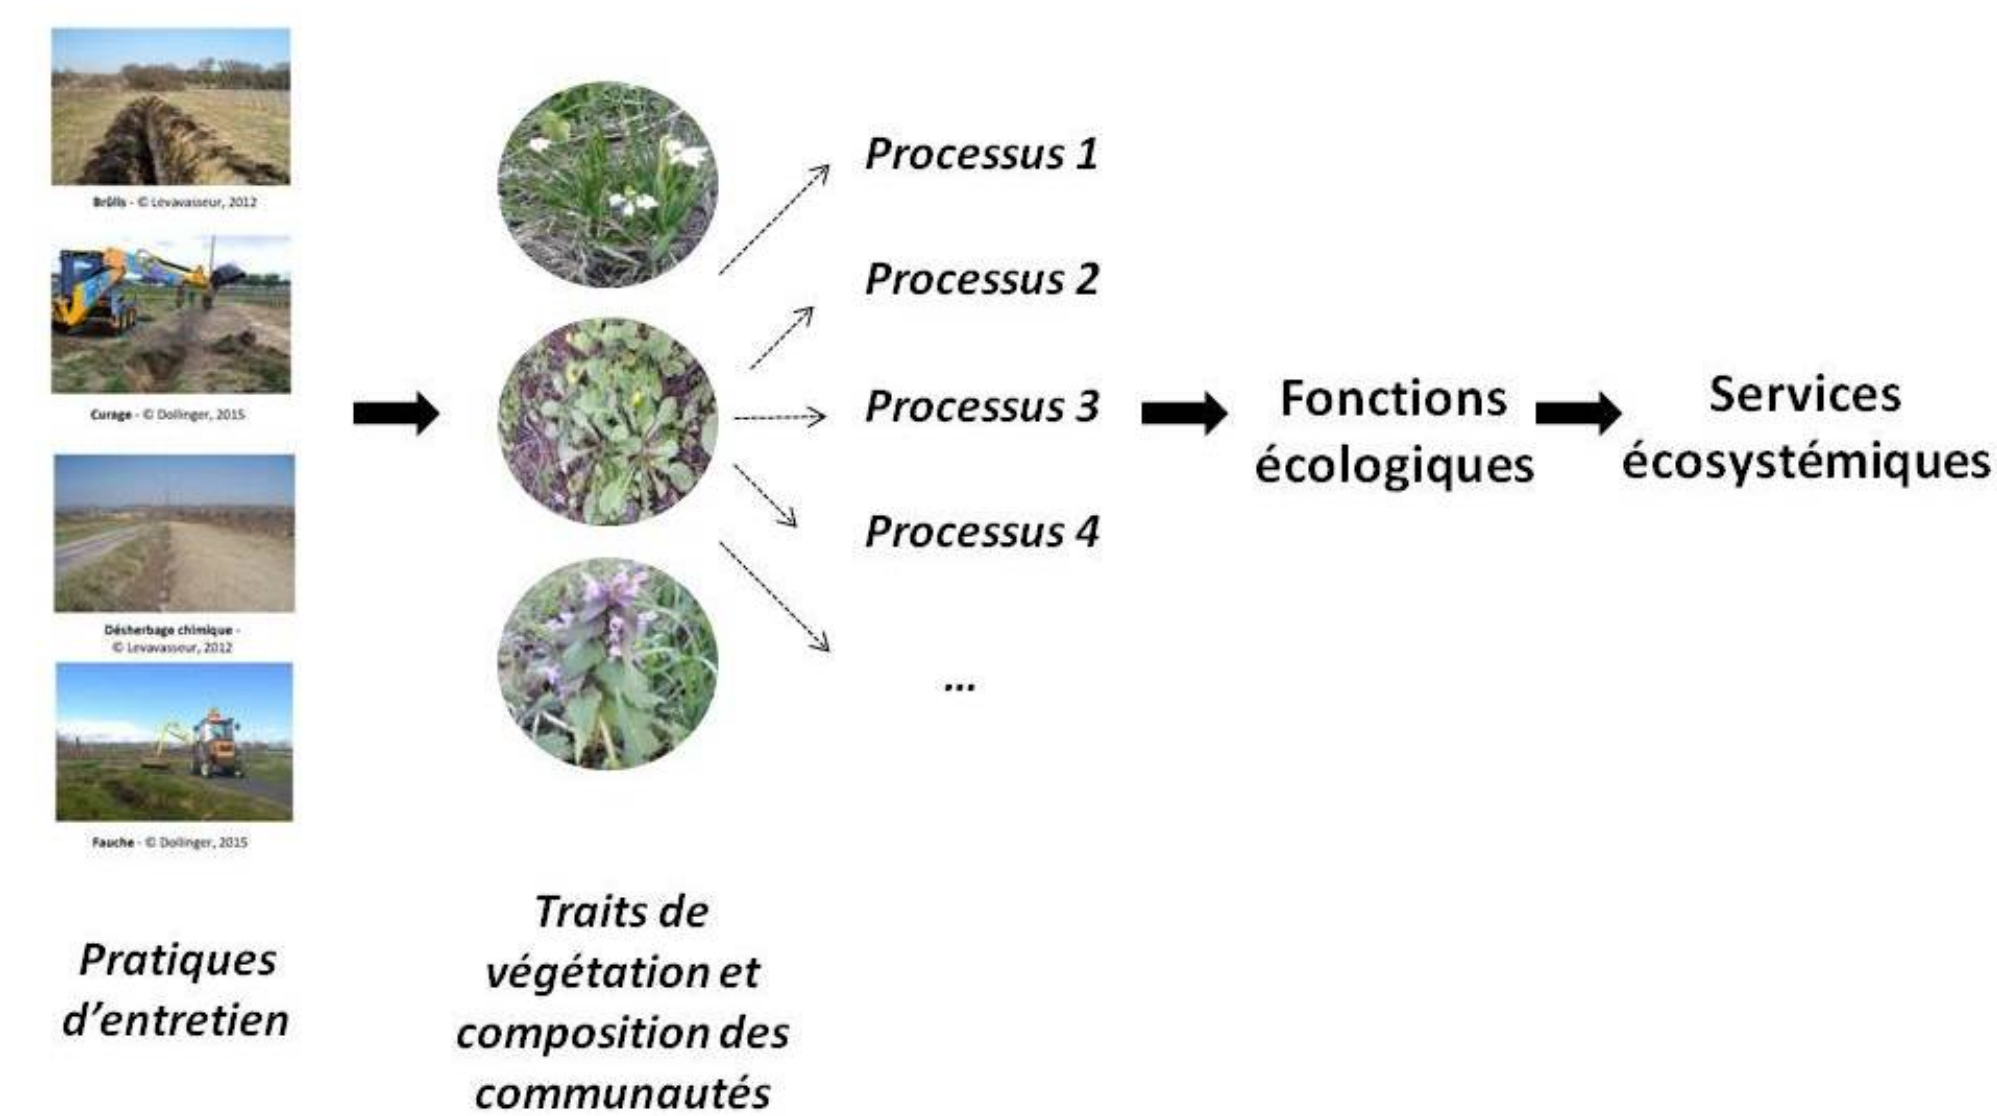 Brûlis - © Levavasseur, 2012
Curage - © Dollinger, 2015
Désherbage chimique -
© Levavasseur, 2012
Fauche - © Dollinger, 2015
Pratiques
d’entretien
Traits de
végétation et
composition des
communautés
Processus 1
Processus 2
Processus 3
Processus 4
...
Fonctions
écologiques
Services
écosystémiques